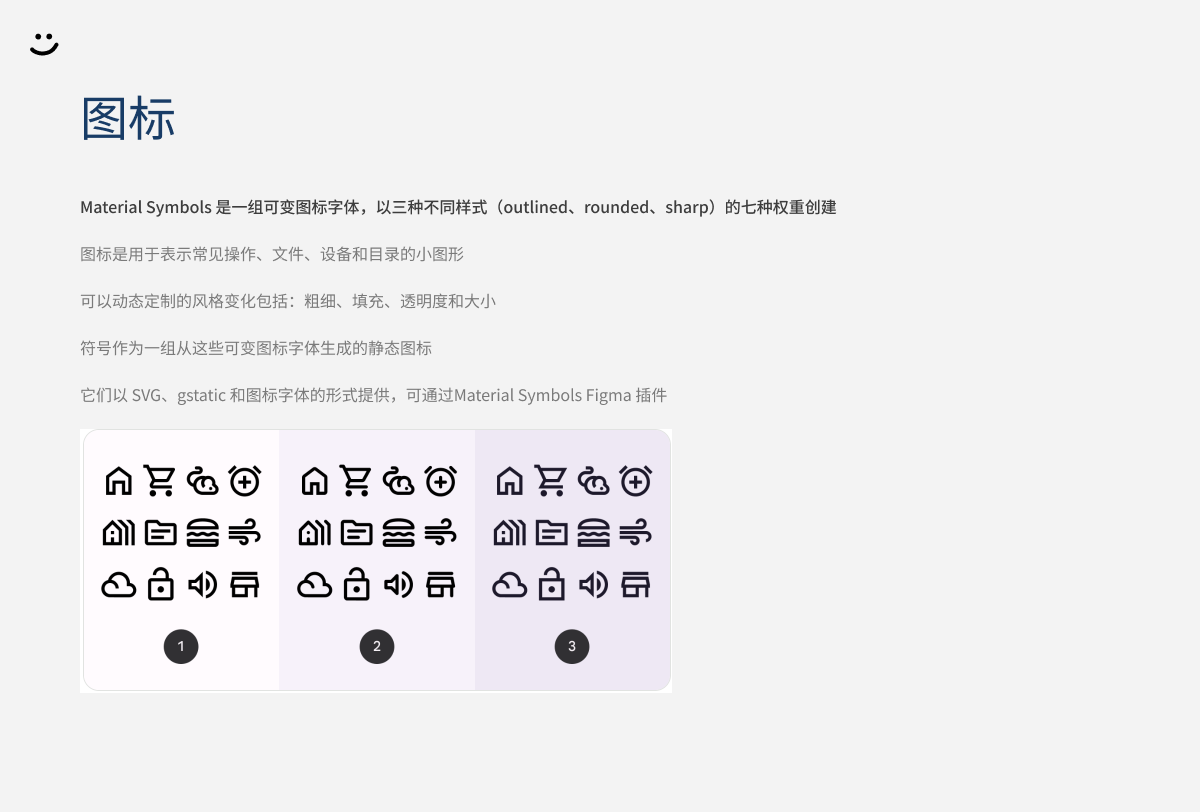 图标
Material Symbols 是一组可变图标字体，以三种不同样式（outlined、rounded、sharp）的七种权重创建
图标是用于表示常见操作、文件、设备和目录的小图形
可以动态定制的风格变化包括：粗细、填充、透明度和大小
符号作为一组从这些可变图标字体生成的静态图标
它们以 SVG、gstatic 和图标字体的形式提供，可通过Material Symbols Figma 插件
1
2
3